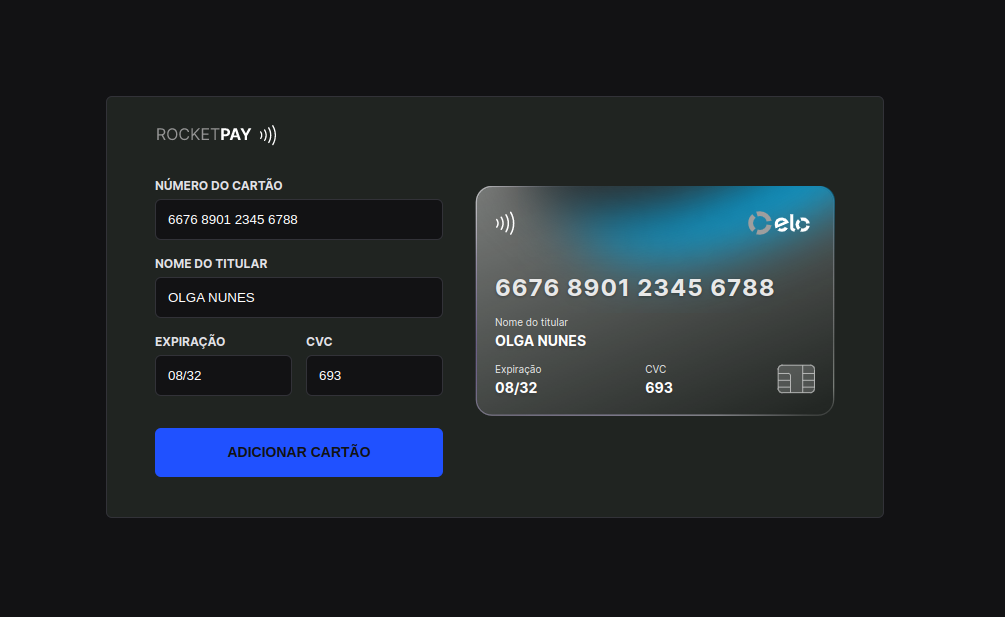 ROCKETPAY
NÚMERO DO CARTÃO
6676 8901 2345 6788
NOME DO TITULAR
OLGA NUNES
EXPIRAÇÃO CVC
08/32 693
ADICIONAR CARTÃO
elo
6676 8901 2345 6788
Nome do titular
OLGA NUNES
Expiração CVC
08/32 693